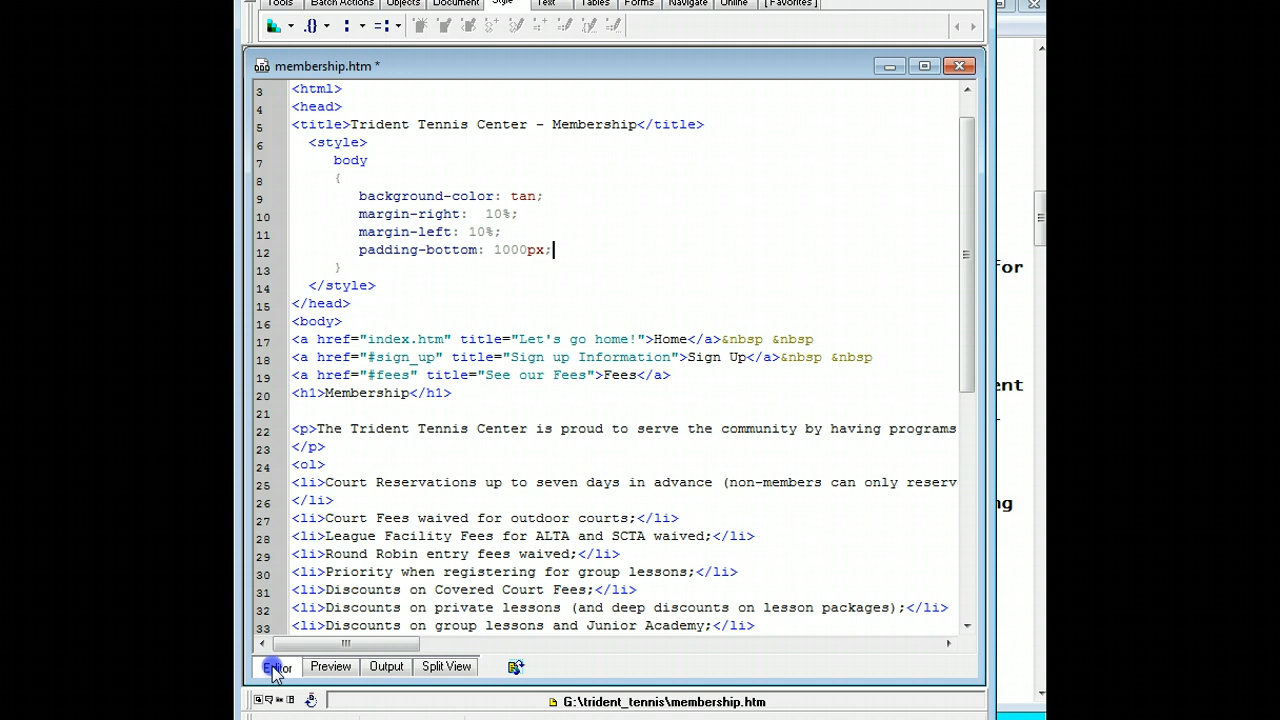 Tools Batch Actions Objects Document Style Text Tables Forms Navigate Online [ Favorites ]
membership.htm *
3 <html>
4 <head>
5 <title>Trident Tennis Center - Membership</title>
6 <style>
7 body
8 {
9 background-color: tan;
10 margin-right:  10%;
11 margin-left: 10%;
12 padding-bottom: 1000px;
13 }
14 </style>
15 </head>
16 <body>
17 <a href="index.htm" title="Let's go home!">Home</a>&nbsp &nbsp
18 <a href="#sign_up" title="Sign up Information">Sign Up</a>&nbsp &nbsp
19 <a href="#fees" title="See our Fees">Fees</a>
20 <h1>Membership</h1>
21
22 <p>The Trident Tennis Center is proud to serve the community by having programs
23 </p>
24 <ol>
25 <li>Court Reservations up to seven days in advance (non-members can only reserv
26 </li>
27 <li>Court Fees waived for outdoor courts;</li>
28 <li>League Facility Fees for ALTA and SCTA waived;</li>
29 <li>Round Robin entry fees waived;</li>
30 <li>Priority when registering for group lessons;</li>
31 <li>Discounts on Covered Court Fees;</li>
32 <li>Discounts on private lessons (and deep discounts on lesson packages);</li>
33 <li>Discounts on group lessons and Junior Academy;</li>
for
ent
ng
Editor Preview Output Split View
G:\trident_tennis\membership.htm